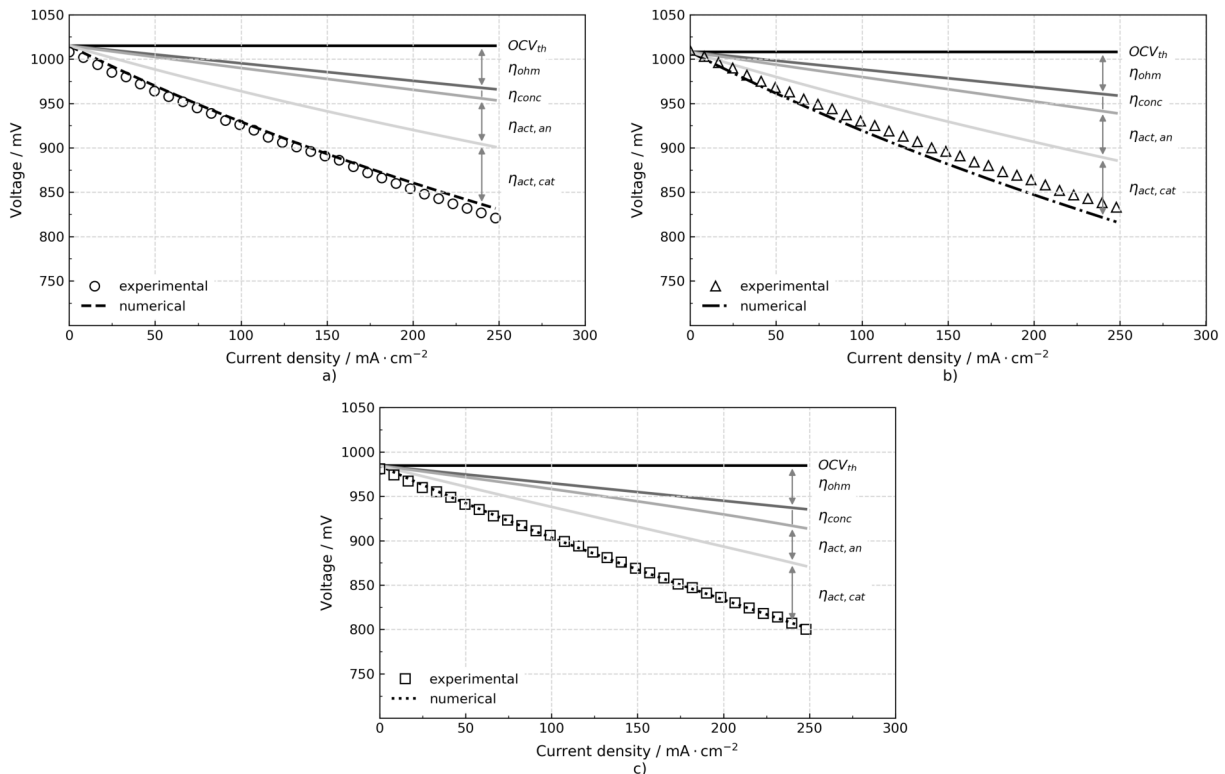 1050
1000
950
900
850
800
750
Voltage / mV
OCV_th
η_ohm
η_conc
η_act, an
η_act, cat
experimental
numerical
0 50 100 150 200 250 300
Current density / mA · cm⁻²
a)
1050
1000
950
900
850
800
750
Voltage / mV
OCV_th
η_ohm
η_conc
η_act, an
η_act, cat
experimental
numerical
0 50 100 150 200 250 300
Current density / mA · cm⁻²
b)
1050
1000
950
900
850
800
750
Voltage / mV
OCV_th
η_ohm
η_conc
η_act, an
η_act, cat
experimental
numerical
0 50 100 150 200 250 300
Current density / mA · cm⁻²
c)